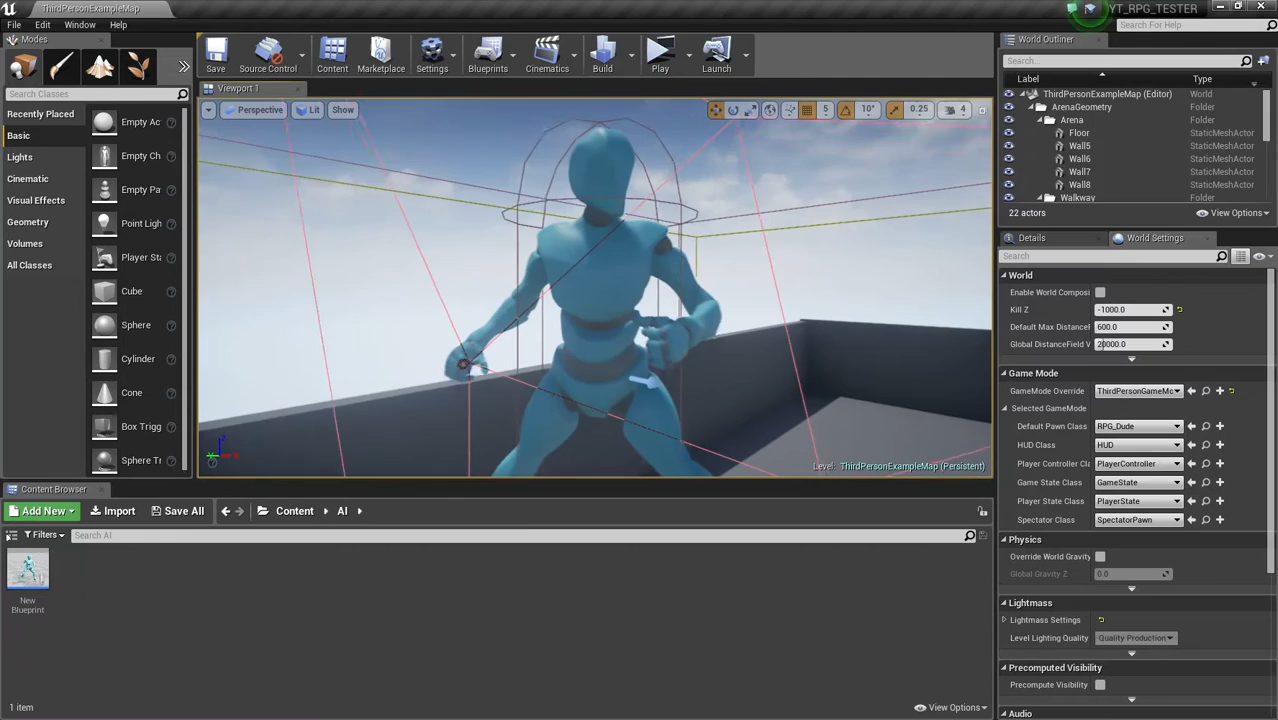 ThirdPersonExampleMap
YT_RPG_TESTER
File Edit Window Help
Search For Help
Modes
Search Classes
Recently Placed
Basic
Lights
Cinematic
Visual Effects
Geometry
Volumes
All Classes
Empty Ac
Empty Ch
Empty Pa
Point Ligh
Player Sta
Cube
Sphere
Cylinder
Cone
Box Trigg
Sphere Tr
Save
Source Control
Content
Marketplace
Settings
Blueprints
Cinematics
Build
Play
Launch
Viewport 1
Perspective Lit Show
5 10° 0.25 4
Level: ThirdPersonExampleMap (Persistent)
World Outliner
Search...
Label Type
ThirdPersonExampleMap (Editor) World
ArenaGeometry Folder
Arena Folder
Floor StaticMeshActor
Wall5 StaticMeshActor
Wall6 StaticMeshActor
Wall7 StaticMeshActor
Wall8 StaticMeshActor
Walkway Folder
22 actors View Options
Details World Settings
Search
World
Enable World Composi
Kill Z -1000.0
Default Max DistanceF 600.0
Global DistanceField V 20000.0
Game Mode
GameMode Override ThirdPersonGameMc
Selected GameMode
Default Pawn Class RPG_Dude
HUD Class HUD
Player Controller Cla PlayerController
Game State Class GameState
Player State Class PlayerState
Spectator Class SpectatorPawn
Physics
Override World Gravity
Global Gravity Z 0.0
Lightmass
Lightmass Settings
Level Lighting Quality Quality Production
Precomputed Visibility
Precompute Visibility
Audio
Content Browser
Add New Import Save All Content AI
Filters Search AI
New
Blueprint
1 item View Options